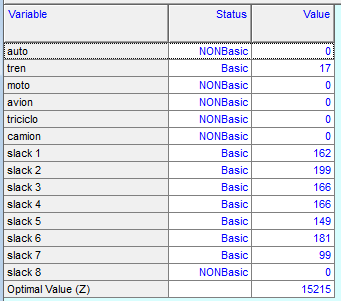 Variable Status Value
auto NONBasic 0
tren Basic 17
moto NONBasic 0
avion NONBasic 0
triciclo NONBasic 0
camion NONBasic 0
slack 1 Basic 162
slack 2 Basic 199
slack 3 Basic 166
slack 4 Basic 166
slack 5 Basic 149
slack 6 Basic 181
slack 7 Basic 99
slack 8 NONBasic 0
Optimal Value (Z) 15215